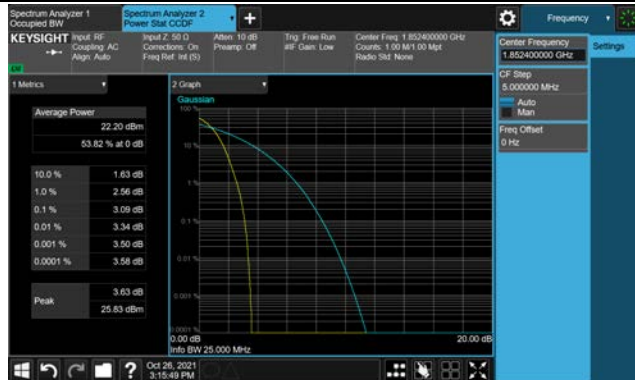 Spectrum Analyzer 1
Occupied BW
Spectrum Analyzer 2
Power Stat CCDF
+
Frequency
KEYSIGHT
Input: RF
Coupling: AC
Align: Auto
Input Z: 50 Ω
Corrections: On
Freq Ref: Int (S)
Atten: 10 dB
Preamp: Off
Trig: Free Run
#IF Gain: Low
Center Freq: 1.852400000 GHz
Counts: 1.00 M/1.00 Mpt
Radio Std: None
Center Frequency
1.852400000 GHz
Settings
CF Step
5.000000 MHz
Auto
Man
Freq Offset
0 Hz
1 Metrics
Average Power
22.20 dBm
53.82 % at 0 dB
10.0 % 1.63 dB
1.0 % 2.56 dB
0.1 % 3.09 dB
0.01 % 3.34 dB
0.001 % 3.50 dB
0.0001 % 3.58 dB
Peak
3.63 dB
25.83 dBm
2 Graph
Gaussian
100 %
10 %
1 %
0.1 %
0.01 %
0.001 %
0.0001 %
0.00 dB
20.00 dB
Info BW 25.000 MHz
?
Oct 26, 2021
3:15:49 PM